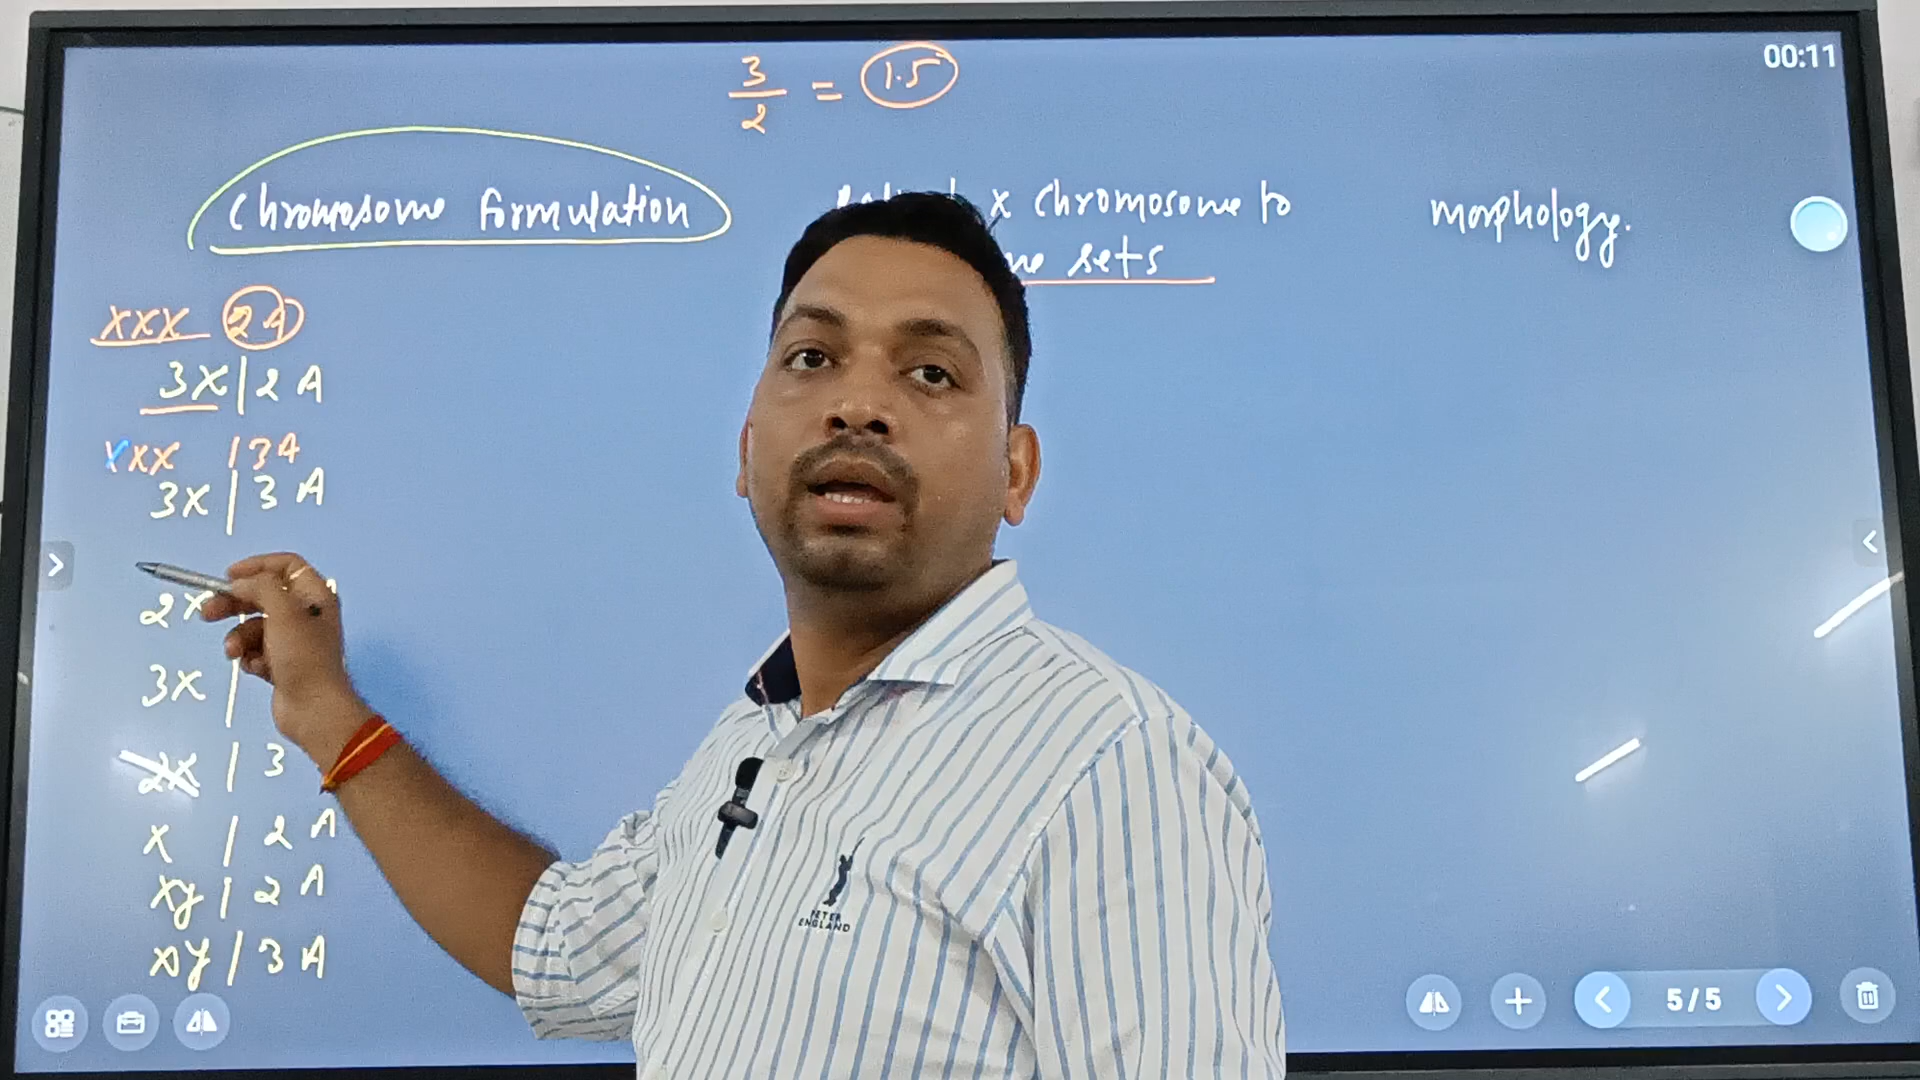 00:11
3/2 = 1.5
Chromosome formulation
x chromosome to
sets
morphology.
XXX 2A
3X | 2 A
XXX | 3A
3X | 3 A
2X
3X |
2X | 3
X | 2 A
Xy | 2 A
Xy | 3 A
PETER
ENGLAND
5/5